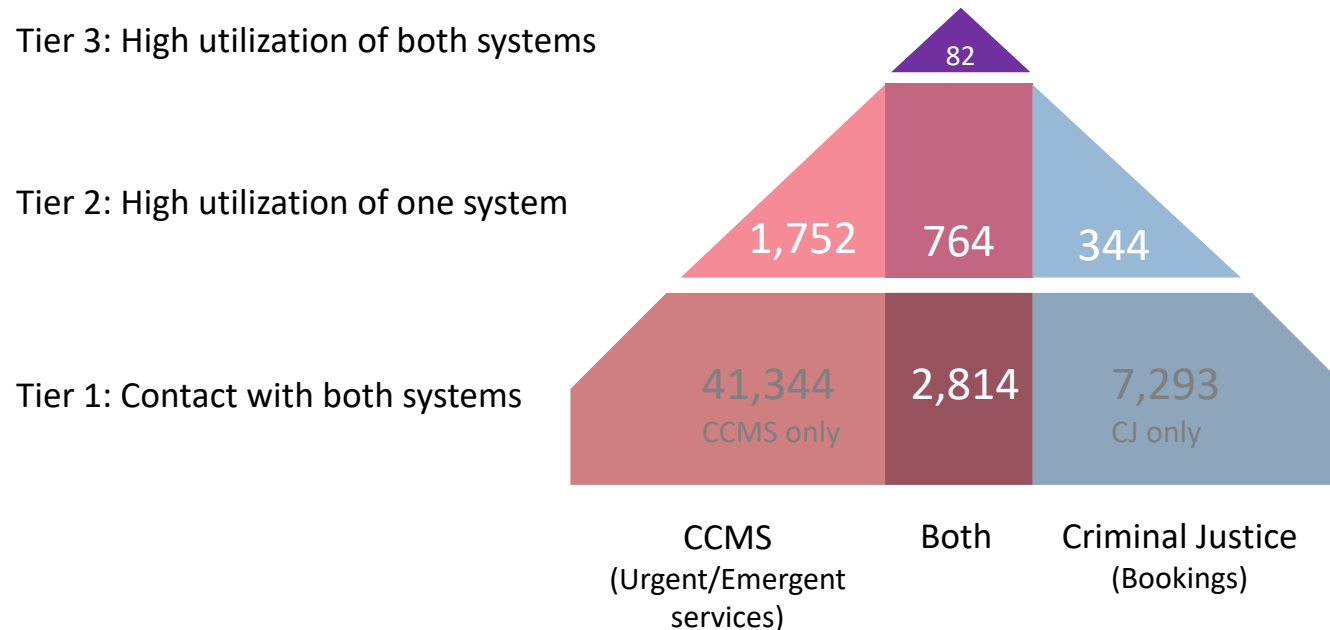 Tier 3: High utilization of both systems
82
Tier 2: High utilization of one system
1,752
764
344
Tier 1: Contact with both systems
41,344
CCMS only
2,814
7,293
CJ only
CCMS
(Urgent/Emergent
services)
Both
Criminal Justice
(Bookings)